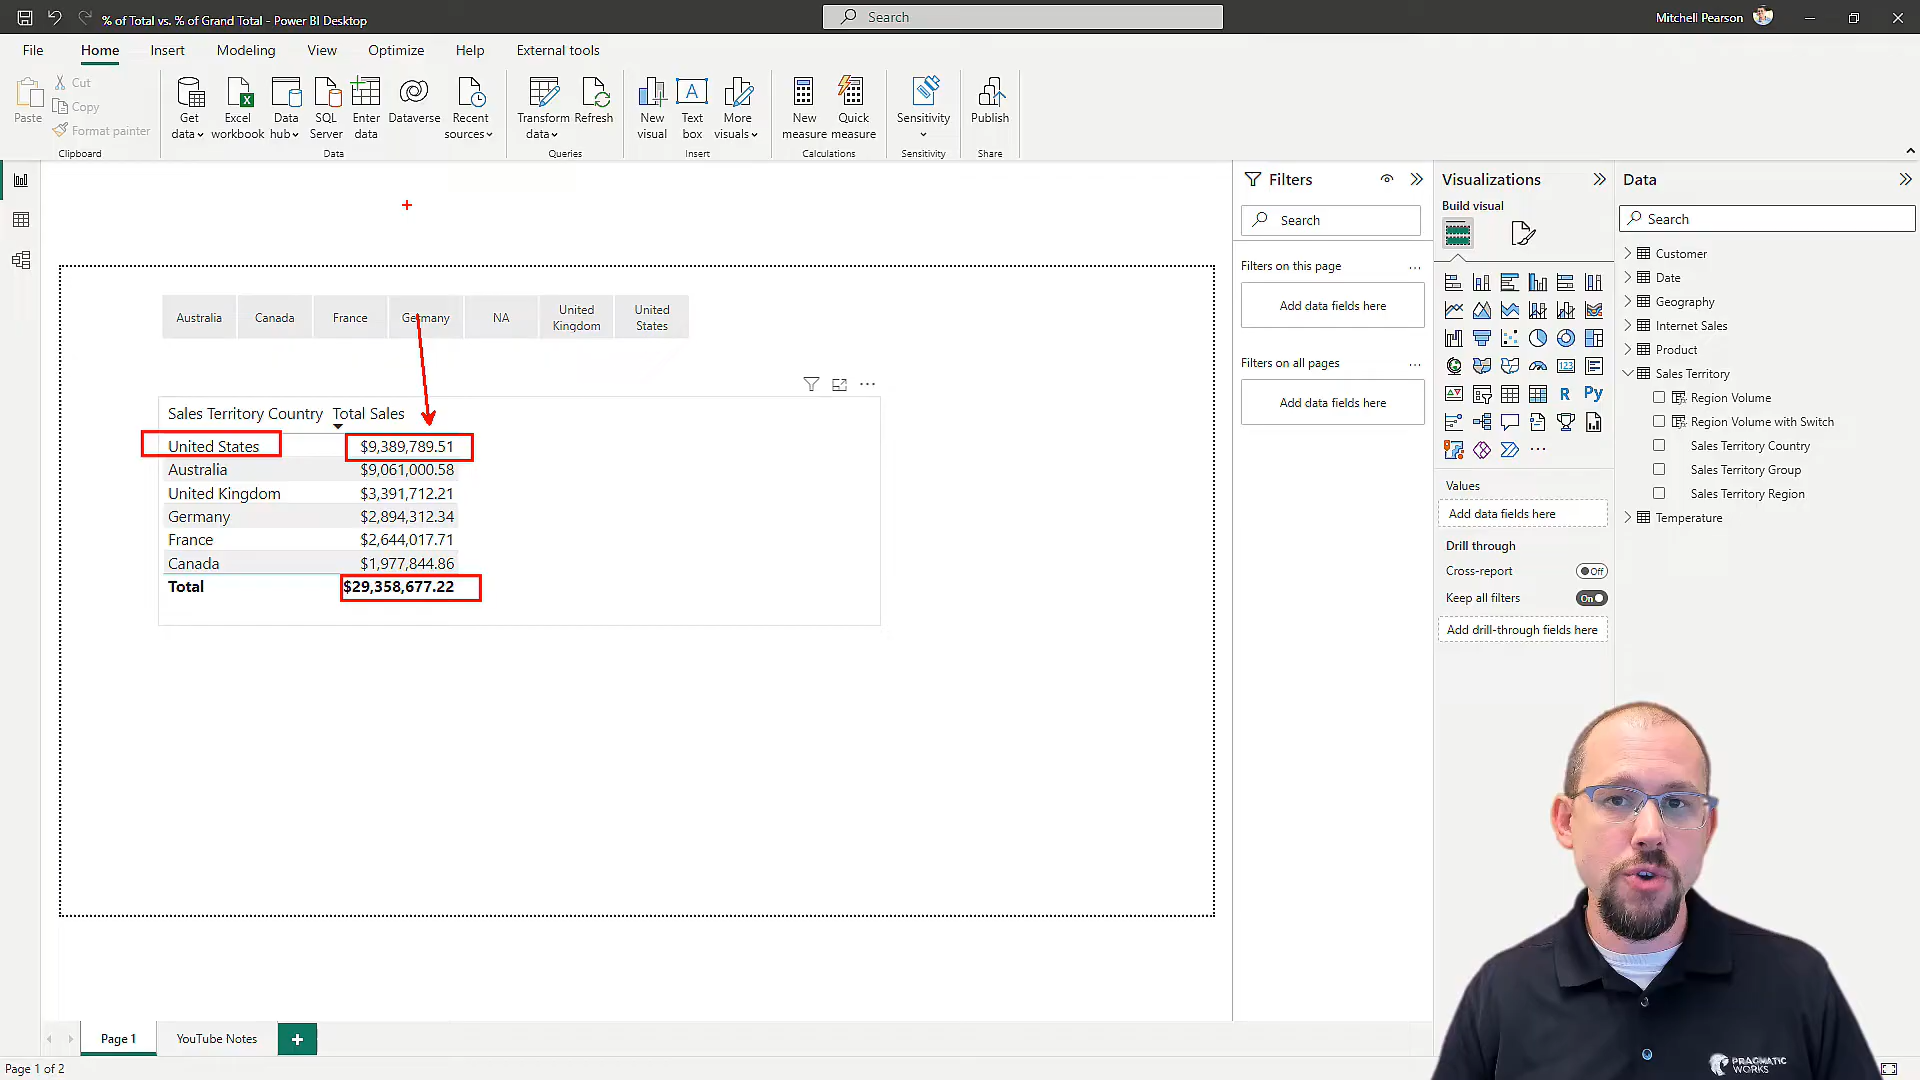 % of Total vs. % of Grand Total - Power BI Desktop
Search
Mitchell Pearson
File
Home
Insert
Modeling
View
Optimize
Help
External tools
Paste
Cut
Copy
Format painter
Clipboard
Get data
Excel workbook
Data hub
SQL Server
Enter data
Dataverse
Recent sources
Data
Transform data
Refresh
Queries
New visual
Text box
More visuals
Insert
New measure
Quick measure
Calculations
Sensitivity
Sensitivity
Publish
Share
Australia
Canada
France
Germany
NA
United Kingdom
United States
Sales Territory Country Total Sales
United States $9,389,789.51
Australia $9,061,000.58
United Kingdom $3,391,712.21
Germany $2,894,312.34
France $2,644,017.71
Canada $1,977,844.86
Total $29,358,677.22
Filters
Search
Filters on this page
Add data fields here
Filters on all pages
Add data fields here
Visualizations
Build visual
123
R
Py
Values
Add data fields here
Drill through
Cross-report
Off
Keep all filters
On
Add drill-through fields here
Data
Search
Customer
Date
Geography
Internet Sales
Product
Sales Territory
Region Volume
Region Volume with Switch
Sales Territory Country
Sales Territory Group
Sales Territory Region
Temperature
Page 1
YouTube Notes
Page 1 of 2
PRAGMATIC
WORKS